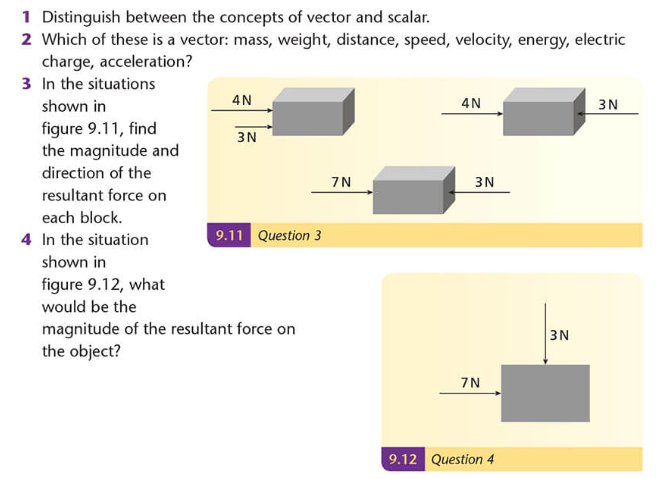 1 Distinguish between the concepts of vector and scalar.
2 Which of these is a vector: mass, weight, distance, speed, velocity, energy, electric
charge, acceleration?
3 In the situations
shown in
figure 9.11, find
the magnitude and
direction of the
resultant force on
each block.
4 N
3 N
4 N
3 N
7 N
3 N
9.11 Question 3
4 In the situation
shown in
figure 9.12, what
would be the
magnitude of the resultant force on
the object?
3 N
7 N
9.12 Question 4